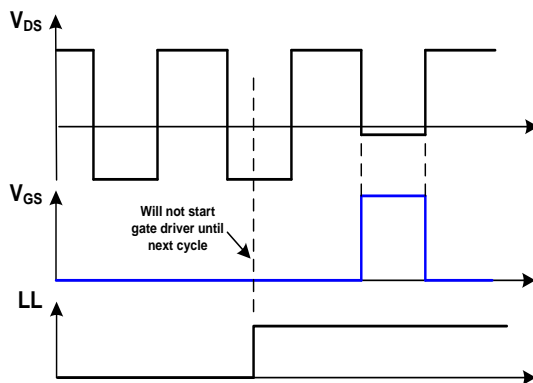 VDS
VGS
Will not start
gate driver until
next cycle
LL